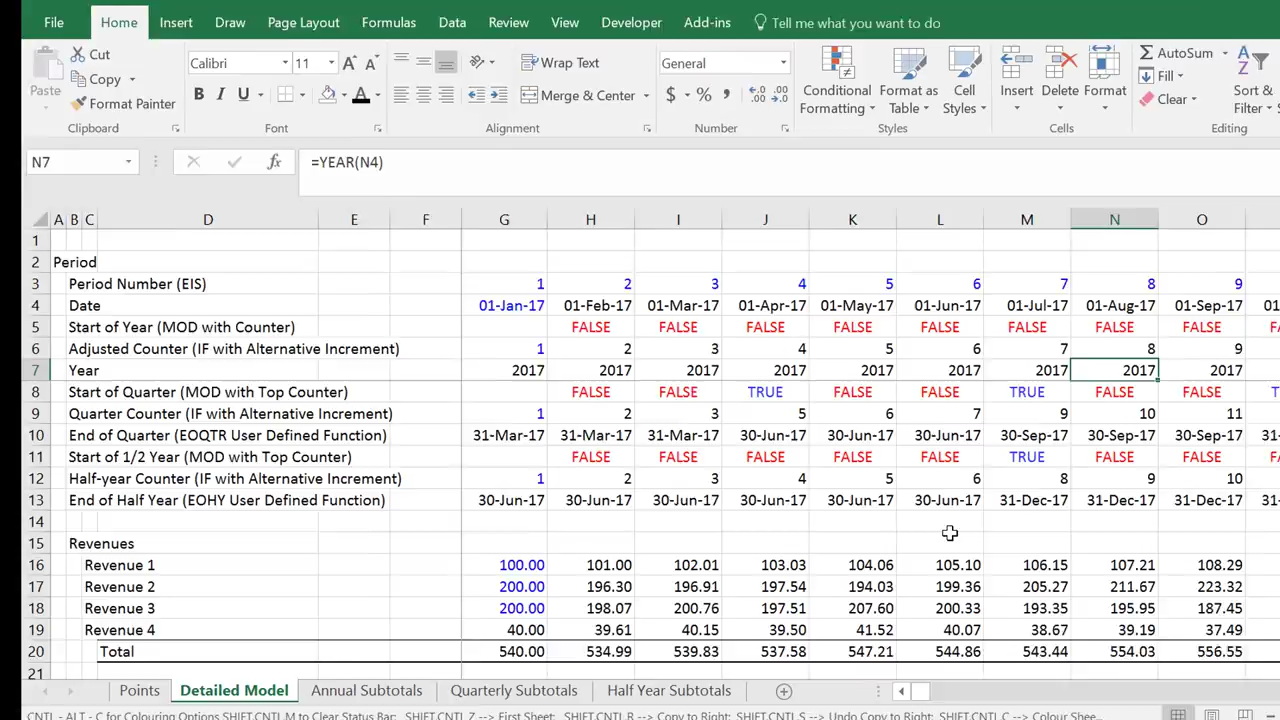 File Home Insert Draw Page Layout Formulas Data Review View Developer Add-ins Tell me what you want to do
Cut
Copy
Format Painter
Paste
Clipboard
Calibri 11
B I U
Font
Wrap Text
Merge & Center
Alignment
General
$ % ,
Number
Conditional Formatting
Format as Table
Cell Styles
Styles
Insert Delete Format
Cells
AutoSum
Fill
Clear
Sort & Filter
Editing
N7 fx =YEAR(N4)
A B C D E F G H I J K L M N O
1
2 Period
3 Period Number (EIS) 1 2 3 4 5 6 7 8 9
4 Date 01-Jan-17 01-Feb-17 01-Mar-17 01-Apr-17 01-May-17 01-Jun-17 01-Jul-17 01-Aug-17 01-Sep-17 01
5 Start of Year (MOD with Counter) FALSE FALSE FALSE FALSE FALSE FALSE FALSE FALSE
6 Adjusted Counter (IF with Alternative Increment) 1 2 3 4 5 6 7 8 9
7 Year 2017 2017 2017 2017 2017 2017 2017 2017 2017
8 Start of Quarter (MOD with Top Counter) FALSE FALSE TRUE FALSE FALSE TRUE FALSE FALSE
9 Quarter Counter (IF with Alternative Increment) 1 2 3 5 6 7 9 10 11
10 End of Quarter (EOQTR User Defined Function) 31-Mar-17 31-Mar-17 31-Mar-17 30-Jun-17 30-Jun-17 30-Jun-17 30-Sep-17 30-Sep-17 30-Sep-17 31
11 Start of 1/2 Year (MOD with Top Counter) FALSE FALSE FALSE FALSE FALSE TRUE FALSE FALSE
12 Half-year Counter (IF with Alternative Increment) 1 2 3 4 5 6 8 9 10
13 End of Half Year (EOHY User Defined Function) 30-Jun-17 30-Jun-17 30-Jun-17 30-Jun-17 30-Jun-17 30-Jun-17 31-Dec-17 31-Dec-17 31-Dec-17 31
14
15 Revenues
16 Revenue 1 100.00 101.00 102.01 103.03 104.06 105.10 106.15 107.21 108.29
17 Revenue 2 200.00 196.30 196.91 197.54 194.03 199.36 205.27 211.67 223.32
18 Revenue 3 200.00 198.07 200.76 197.51 207.60 200.33 193.35 195.95 187.45
19 Revenue 4 40.00 39.61 40.15 39.50 41.52 40.07 38.67 39.19 37.49
20 Total 540.00 534.99 539.83 537.58 547.21 544.86 543.44 554.03 556.55
21
Points Detailed Model Annual Subtotals Quarterly Subtotals Half Year Subtotals
CNTL - ALT - C for Colouring Options SHIFT.CNTL.M to Clear Status Bar; SHIFT.CNTL.Z --> First Sheet; SHIFT.CNTL.R --> Copy to Right; SHIFT.CNTL.S --> Undo Copy to Right; SHIFT.CNTL.C --> Colour Shee...